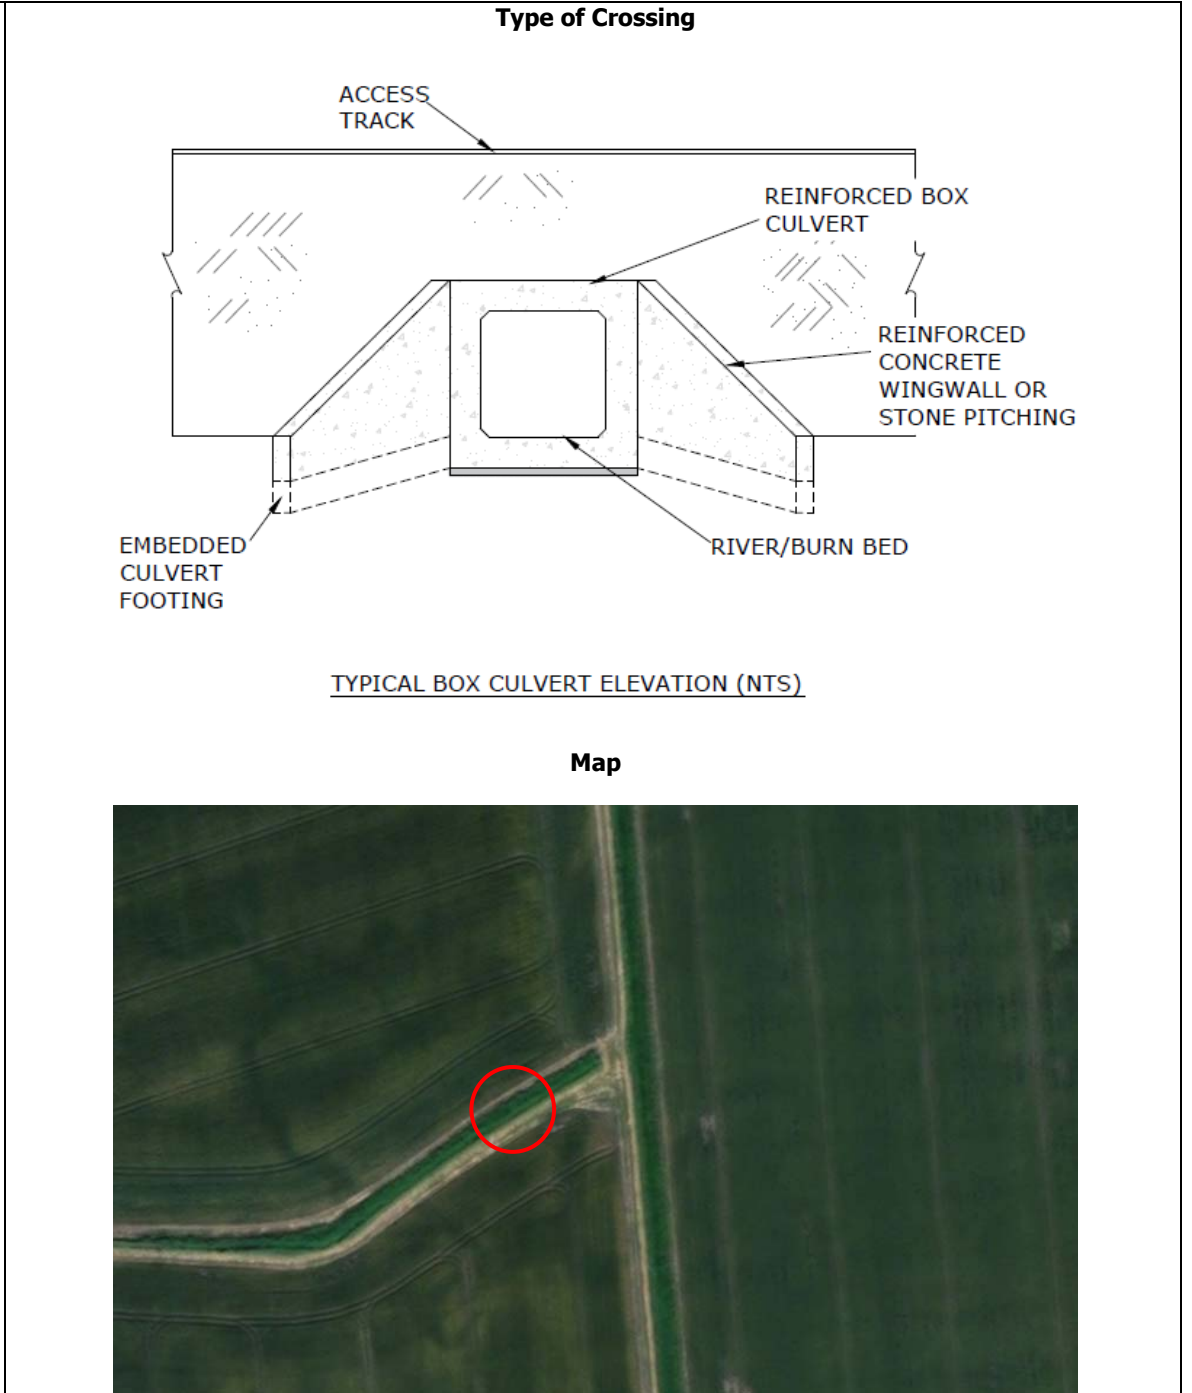 Type of Crossing
ACCESS
TRACK
REINFORCED BOX
CULVERT
REINFORCED
CONCRETE
WINGWALL OR
STONE PITCHING
EMBEDDED
CULVERT
FOOTING
RIVER/BURN BED
TYPICAL BOX CULVERT ELEVATION (NTS)
Map